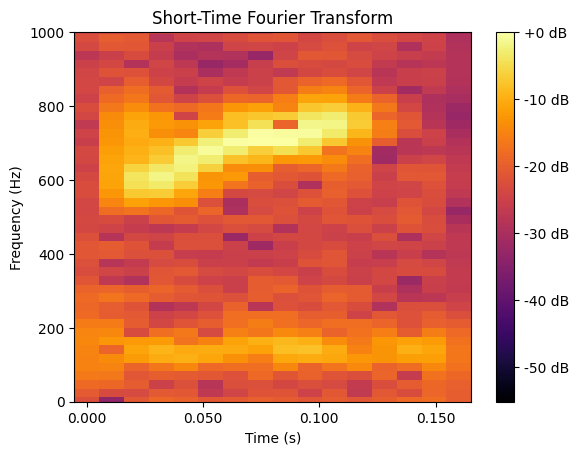 Short-Time Fourier Transform
1000
800
600
400
200
0
Frequency (Hz)
0.000
0.050
0.100
0.150
Time (s)
+0 dB
-10 dB
-20 dB
-30 dB
-40 dB
-50 dB